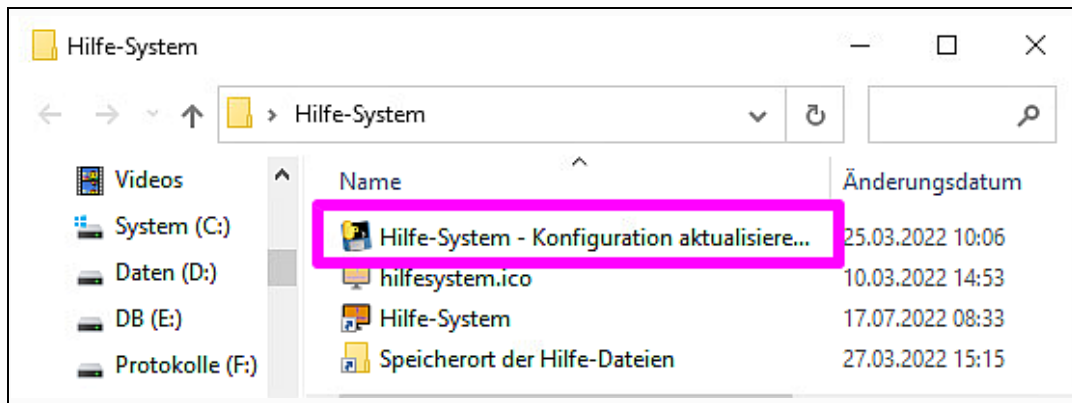 Hilfe-System
Hilfe-System
Videos
System (C:)
Daten (D:)
DB (E:)
Protokolle (F:)
Name Änderungsdatum
Hilfe-System - Konfiguration aktualisiere... 25.03.2022 10:06
hilfesystem.ico 10.03.2022 14:53
Hilfe-System 17.07.2022 08:33
Speicherort der Hilfe-Dateien 27.03.2022 15:15